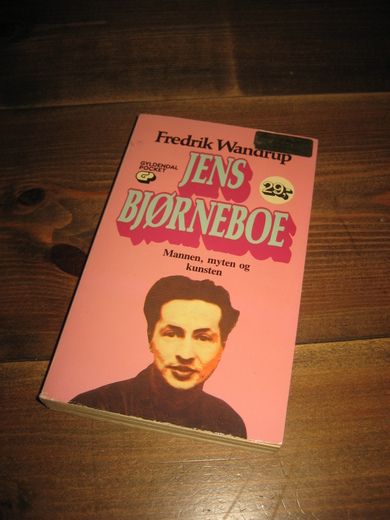 Fredrik Wandrup
GYLDENDAL
POCKET
JENS
29,-
BJØRNEBOE
Mannen, myten og
kunsten